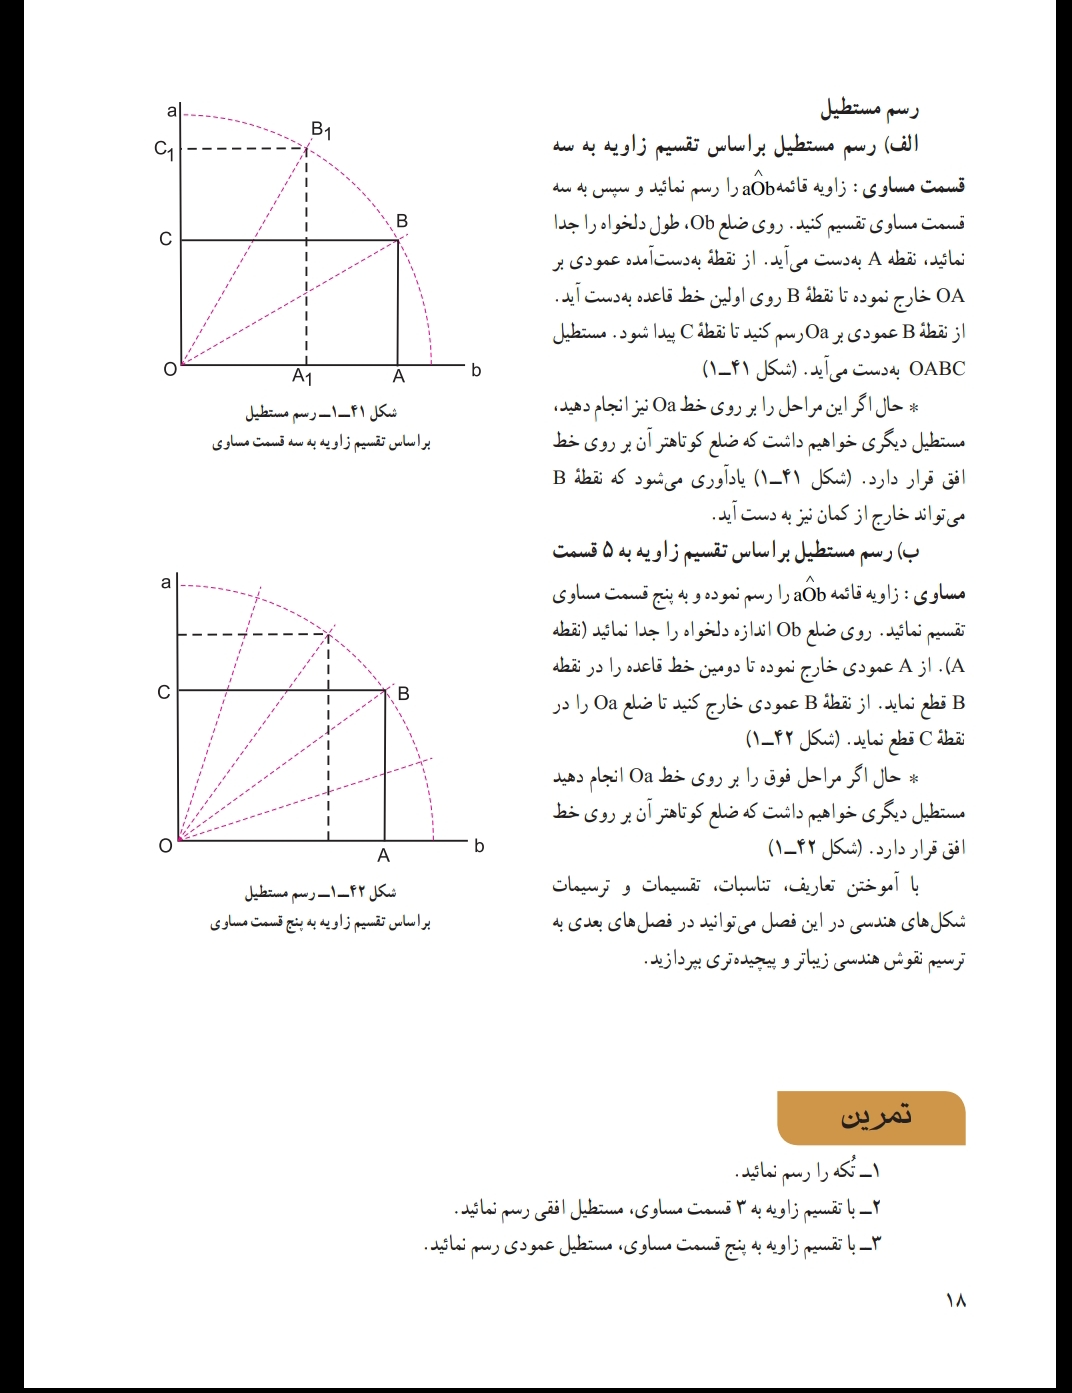 رسم مستطیل
الف) رسم مستطیل براساس تقسیم زاویه به سه
قسمت مساوی : زاویه قائمه aÔb را رسم نمائید و سپس به سه
قسمت مساوی تقسیم کنید. روی ضلع Ob، طول دلخواه را جدا
نمائید، نقطه A به‌دست می‌آید. از نقطهٔ به‌دست‌آمده عمودی بر
OA خارج نموده تا نقطهٔ B روی اولین خط قاعده به‌دست آید.
از نقطهٔ B عمودی بر Oa رسم کنید تا نقطهٔ C پیدا شود. مستطیل
OABC به‌دست می‌آید. (شکل ۴۱ــ۱)
* حال اگر این مراحل را بر روی خط Oa نیز انجام دهید،
مستطیل دیگری خواهیم داشت که ضلع کوتاهتر آن بر روی خط
افق قرار دارد. (شکل ۴۱ــ۱) یادآوری می‌شود که نقطهٔ B
می‌تواند خارج از کمان نیز به دست آید.
ب) رسم مستطیل براساس تقسیم زاویه به ۵ قسمت
مساوی : زاویه قائمه aÔb را رسم نموده و به پنج قسمت مساوی
تقسیم نمائید. روی ضلع Ob اندازه دلخواه را جدا نمائید (نقطه
A). از A عمودی خارج نموده تا دومین خط قاعده را در نقطه
B قطع نماید. از نقطهٔ B عمودی خارج کنید تا ضلع Oa را در
نقطهٔ C قطع نماید. (شکل ۴۲ــ۱)
* حال اگر مراحل فوق را بر روی خط Oa انجام دهید
مستطیل دیگری خواهیم داشت که ضلع کوتاهتر آن بر روی خط
افق قرار دارد. (شکل ۴۲ــ۱)
با آموختن تعاریف، تناسبات، تقسیمات و ترسیمات
شکل‌های هندسی در این فصل می‌توانید در فصل‌های بعدی به
ترسیم نقوش هندسی زیباتر و پیچیده‌تری بپردازید.
a
B1
C1
B
C
O
A1
A
b
شکل ۴۱ــ۱ــ رسم مستطیل
براساس تقسیم زاویه به سه قسمت مساوی
a
C
B
O
A
b
شکل ۴۲ــ۱ــ رسم مستطیل
براساس تقسیم زاویه به پنج قسمت مساوی
تمرین
۱ــ تُکه را رسم نمائید.
۲ــ با تقسیم زاویه به ۳ قسمت مساوی، مستطیل افقی رسم نمائید.
۳ــ با تقسیم زاویه به پنج قسمت مساوی، مستطیل عمودی رسم نمائید.
۱۸